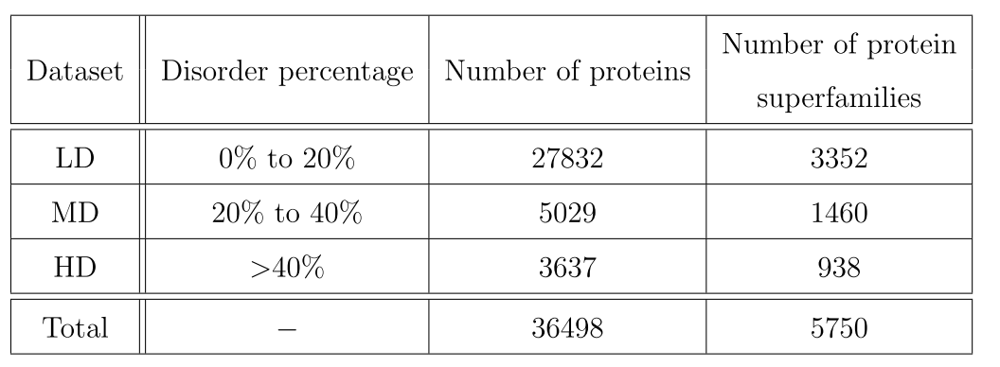 Dataset Disorder percentage Number of proteins Number of protein
superfamilies
LD 0% to 20% 27832 3352
MD 20% to 40% 5029 1460
HD >40% 3637 938
Total − 36498 5750